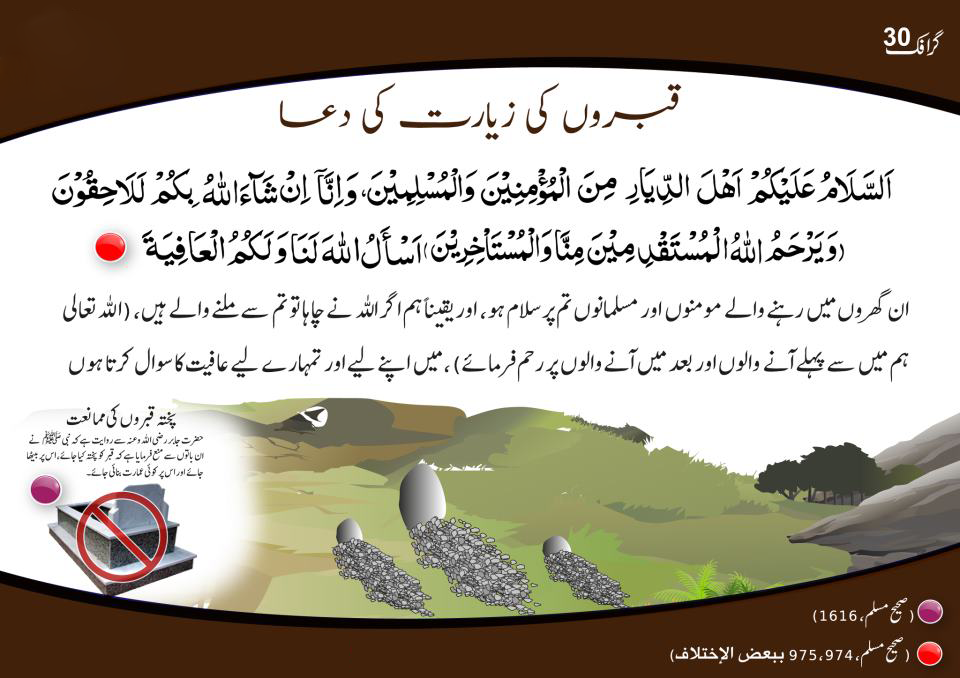 گرافک 30
قبروں کی زیارت کی دعا
اَلسَّلَامُ عَلَيْكُمْ اَهْلَ الدِّيَارِ مِنَ الْمُؤْمِنِيْنَ وَالْمُسْلِمِيْنَ، وَاِنَّآ اِنْ شَآءَ اللهُ بِكُمْ لَلَاحِقُوْنَ
(وَيَرْحَمُ اللهُ الْمُسْتَقْدِمِيْنَ مِنَّا وَالْمُسْتَاْخِرِيْنَ) اَسْأَلُ اللهَ لَنَا وَلَكُمُ الْعَافِيَةَ
ان گھروں میں رہنے والے مومنوں اور مسلمانوں تم پر سلام ہو، اور یقیناً ہم اگر اللہ نے چاہا تو تم سے ملنے والے ہیں، (اللہ تعالی
ہم میں سے پہلے آنے والوں اور بعد میں آنے والوں پر رحم فرمائے)، میں اپنے لیے اور تمہارے لیے عافیت کا سوال کرتا ہوں
پختہ قبروں کی ممانعت
حضرت جابر رضی اللہ وعنہ سے روایت ہے کہ نبی ﷺ نے
ان باتوں سے منع فرمایا ہے کہ قبر کو پختہ کیا جائے، اس پر بیٹھا
جائے اور اس پر کوئی عمارت بنائی جائے۔
(صحیح مسلم، 1616)
(صحیح مسلم، 974، 975 ببعض الإختلاف)